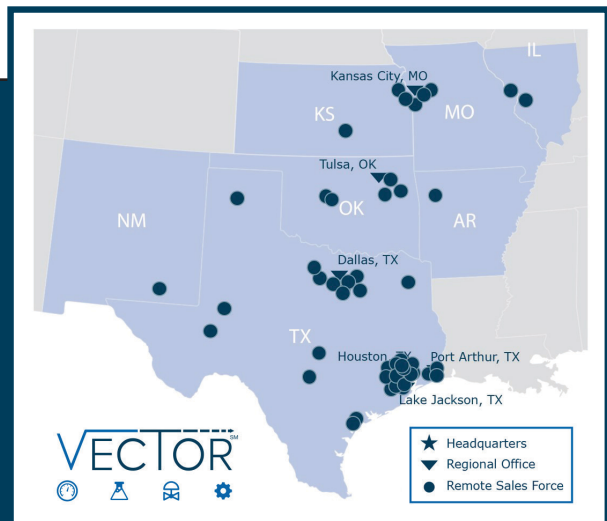 IL
Kansas City, MO
KS
MO
Tulsa, OK
NM
OK
AR
Dallas, TX
TX
Houston, TX
Port Arthur, TX
Lake Jackson, TX
VECTOR SM
Headquarters
Regional Office
Remote Sales Force